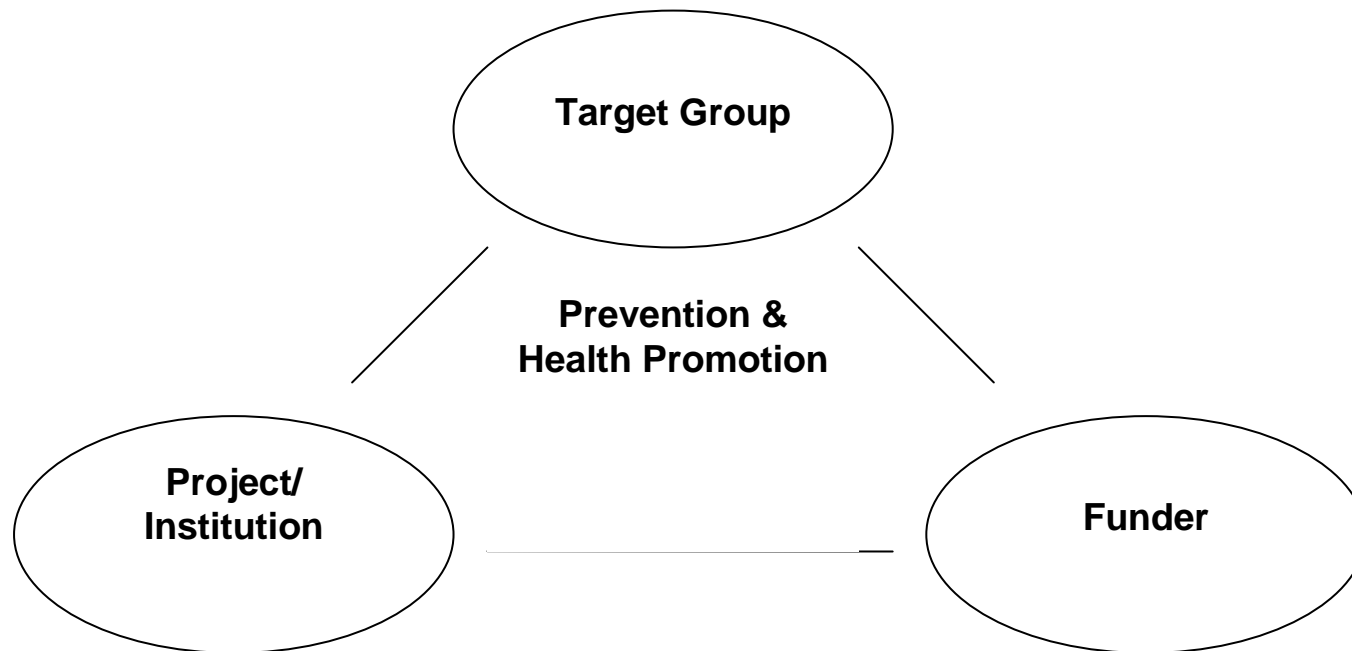 Target Group
Prevention &
Health Promotion
Project/
Institution
Funder